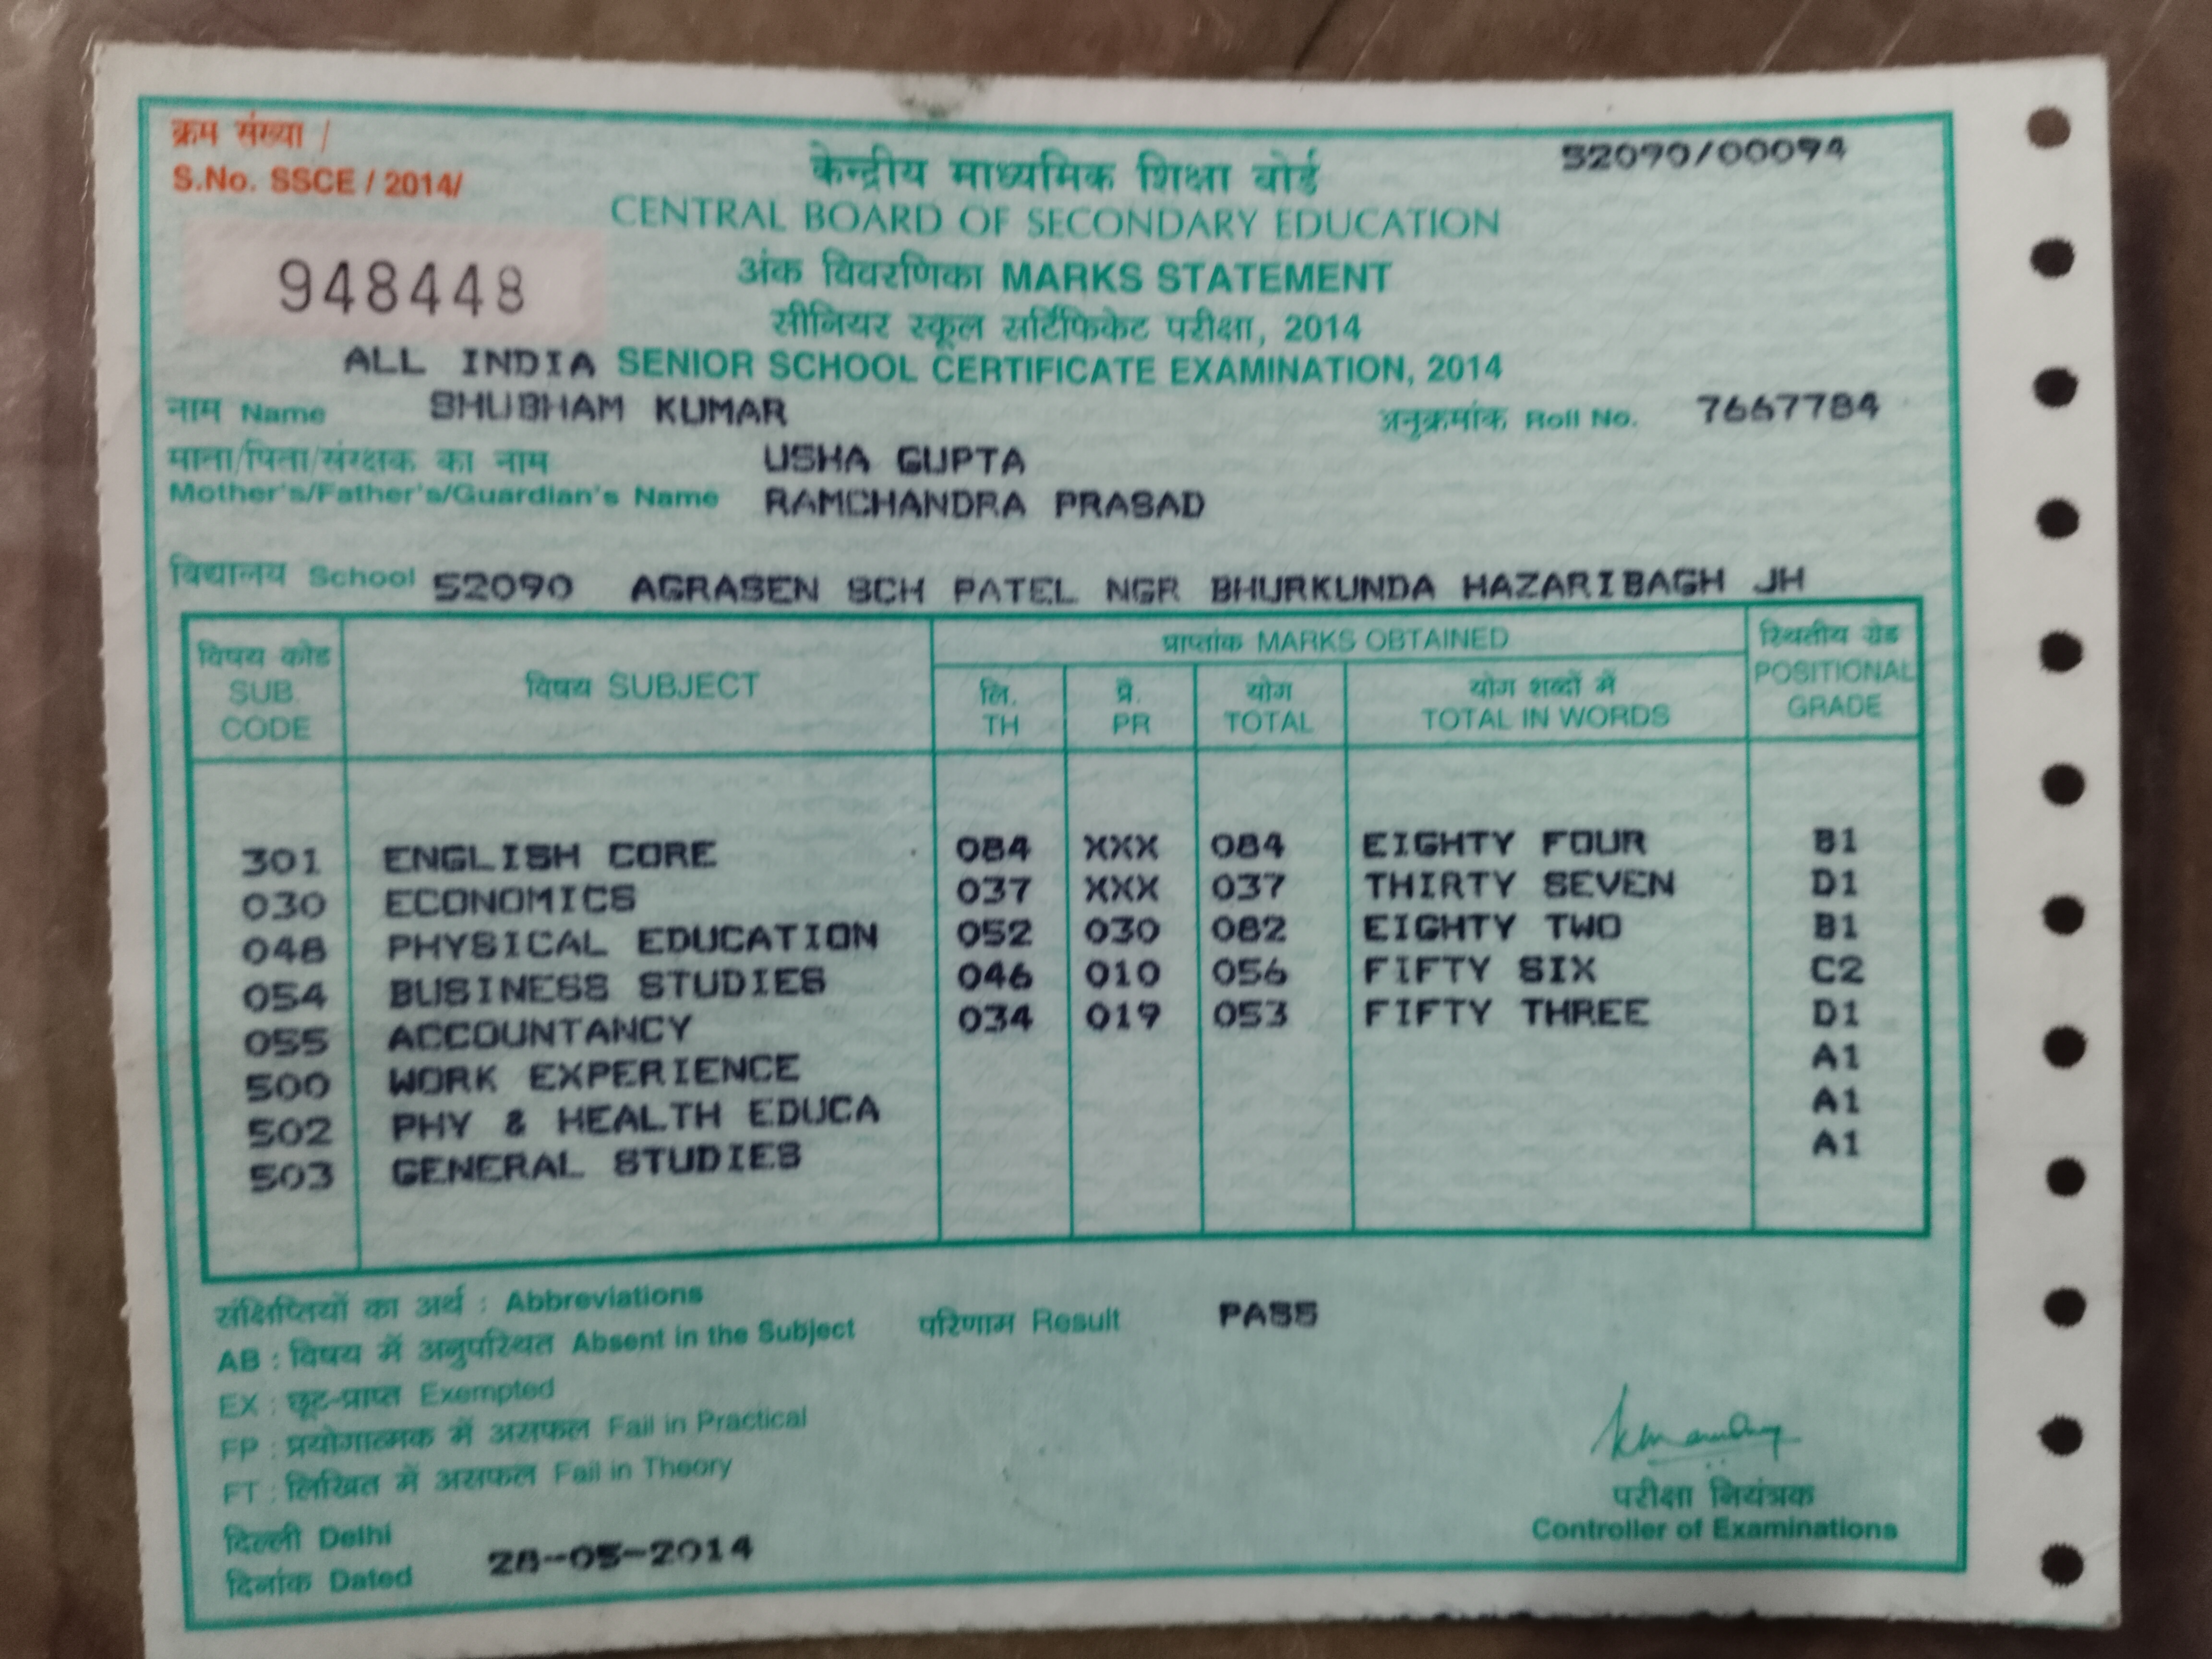 क्रम संख्या /
S.No. SSCE / 2014/
52090/00094
948448
केन्द्रीय माध्यमिक शिक्षा बोर्ड
CENTRAL BOARD OF SECONDARY EDUCATION
अंक विवरणिका MARKS STATEMENT
सीनियर स्कूल सर्टिफिकेट परीक्षा, 2014
ALL INDIA SENIOR SCHOOL CERTIFICATE EXAMINATION, 2014
नाम Name SHUBHAM KUMAR अनुक्रमांक Roll No. 7667784
माता/पिता/संरक्षक का नाम USHA GUPTA
Mother's/Father's/Guardian's Name RAMCHANDRA PRASAD
विद्यालय School 52090 AGRASEN SCH PATEL NGR BHURKUNDA HAZARIBAGH JH
विषय कोड SUB. CODE विषय SUBJECT प्राप्तांक MARKS OBTAINED स्थितीय ग्रेड POSITIONAL GRADE
लि. TH प्रै. PR योग TOTAL योग शब्दों में TOTAL IN WORDS
301 ENGLISH CORE 084 XXX 084 EIGHTY FOUR B1
030 ECONOMICS 037 XXX 037 THIRTY SEVEN D1
048 PHYSICAL EDUCATION 052 030 082 EIGHTY TWO B1
054 BUSINESS STUDIES 046 010 056 FIFTY SIX C2
055 ACCOUNTANCY 034 019 053 FIFTY THREE D1
500 WORK EXPERIENCE A1
502 PHY & HEALTH EDUCA A1
503 GENERAL STUDIES A1
संक्षिप्तियों का अर्थ : Abbreviations
AB : विषय में अनुपस्थित Absent in the Subject परिणाम Result PASS
EX : छूट-प्राप्त Exempted
FP : प्रयोगात्मक में असफल Fail in Practical
FT : लिखित में असफल Fail in Theory
दिल्ली Delhi
दिनांक Dated 28-05-2014
परीक्षा नियंत्रक
Controller of Examinations